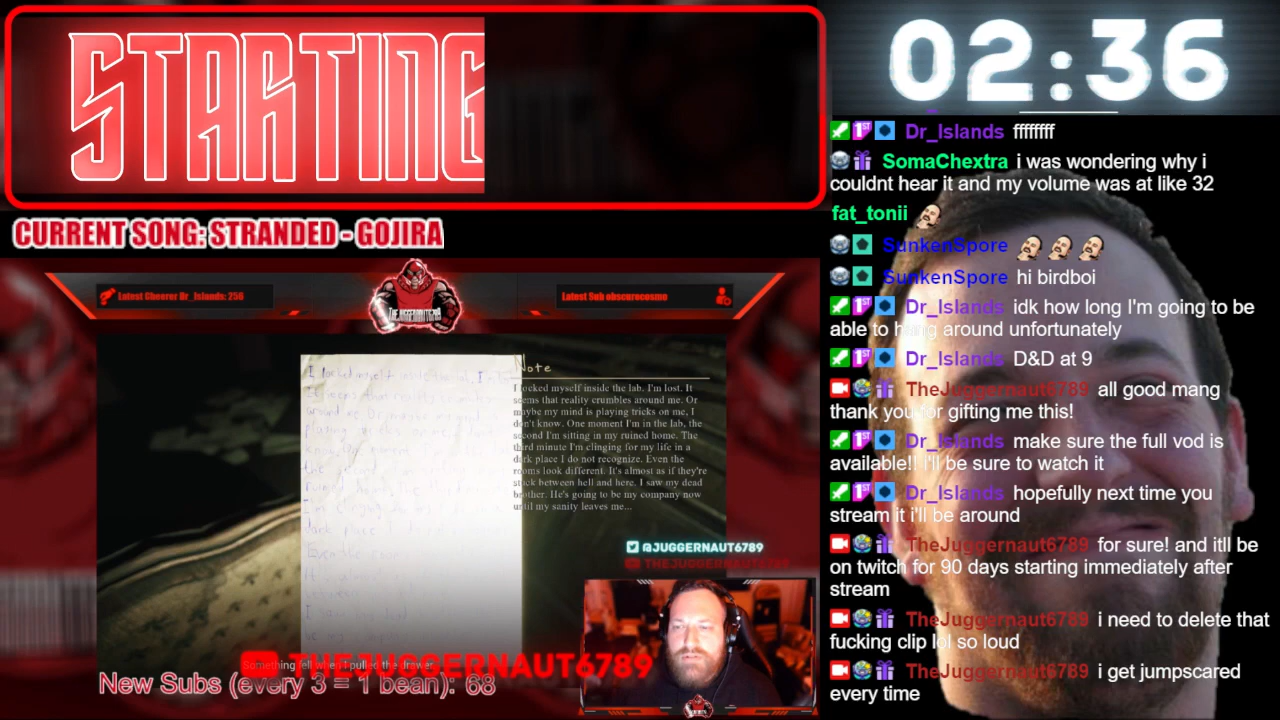 STARTING
02:36
Dr_Islands ffffffff
SomaChextra i was wondering why i
couldnt hear it and my volume was at like 32
fat_tonii
SunkenSpore
SunkenSpore hi birdboi
Dr_Islands idk how long I'm going to be
able to hang around unfortunately
Dr_Islands D&D at 9
TheJuggernaut6789 all good mang
thank you for gifting me this!
Dr_Islands make sure the full vod is
available!! I'll be sure to watch it
Dr_Islands hopefully next time you
stream it i'll be around
TheJuggernaut6789 for sure! and itll be
on twitch for 90 days starting immediately after
stream
TheJuggernaut6789 i need to delete that
fucking clip lol so loud
TheJuggernaut6789 i get jumpscared
every time
CURRENT SONG: STRANDED - GOJIRA
Latest Cheerer Dr_Islands: 256
THEJUGGERNAUT6789
Latest Sub obscurecosmo
Note
I locked myself inside the lab. I'm lost. It
seems that reality crumbles around me. Or
maybe my mind is playing tricks on me, I
don't know. One moment I'm in the lab, the
second I'm sitting in my ruined home. The
third minute I'm clinging for my life in a
dark place I do not recognize. Even the
rooms look different. It's almost as if they're
stuck between hell and here. I saw my dead
brother. He's going to be my company now
until my sanity leaves me...
@JUGGERNAUT6789
THEJUGGERNAUT6789
Something fell when I pulled the drawer
THEJUGGERNAUT6789
New Subs (every 3 = 1 bean): 68